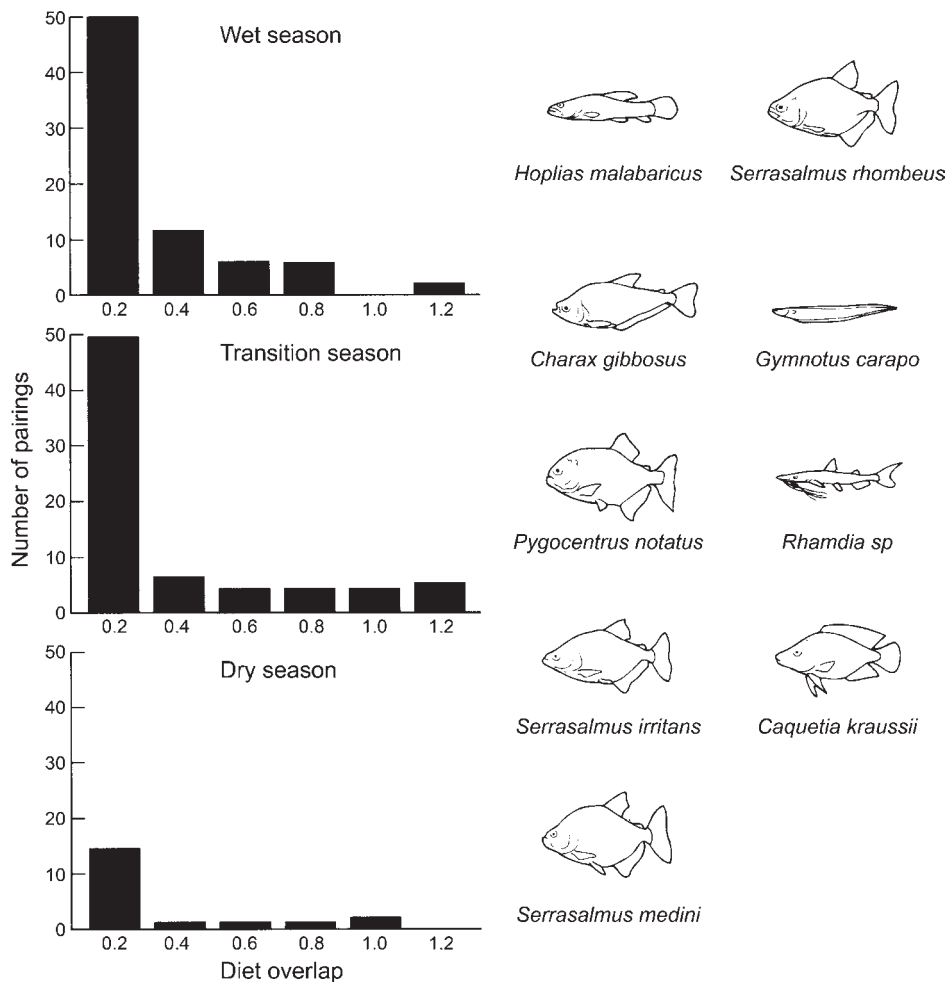 Number of pairings
Wet season
50
40
30
20
10
0
0.2 0.4 0.6 0.8 1.0 1.2
Transition season
50
40
30
20
10
0
0.2 0.4 0.6 0.8 1.0 1.2
Dry season
50
40
30
20
10
0
0.2 0.4 0.6 0.8 1.0 1.2
Diet overlap
Hoplias malabaricus
Serrasalmus rhombeus
Charax gibbosus
Gymnotus carapo
Pygocentrus notatus
Rhamdia sp
Serrasalmus irritans
Caquetia kraussii
Serrasalmus medini